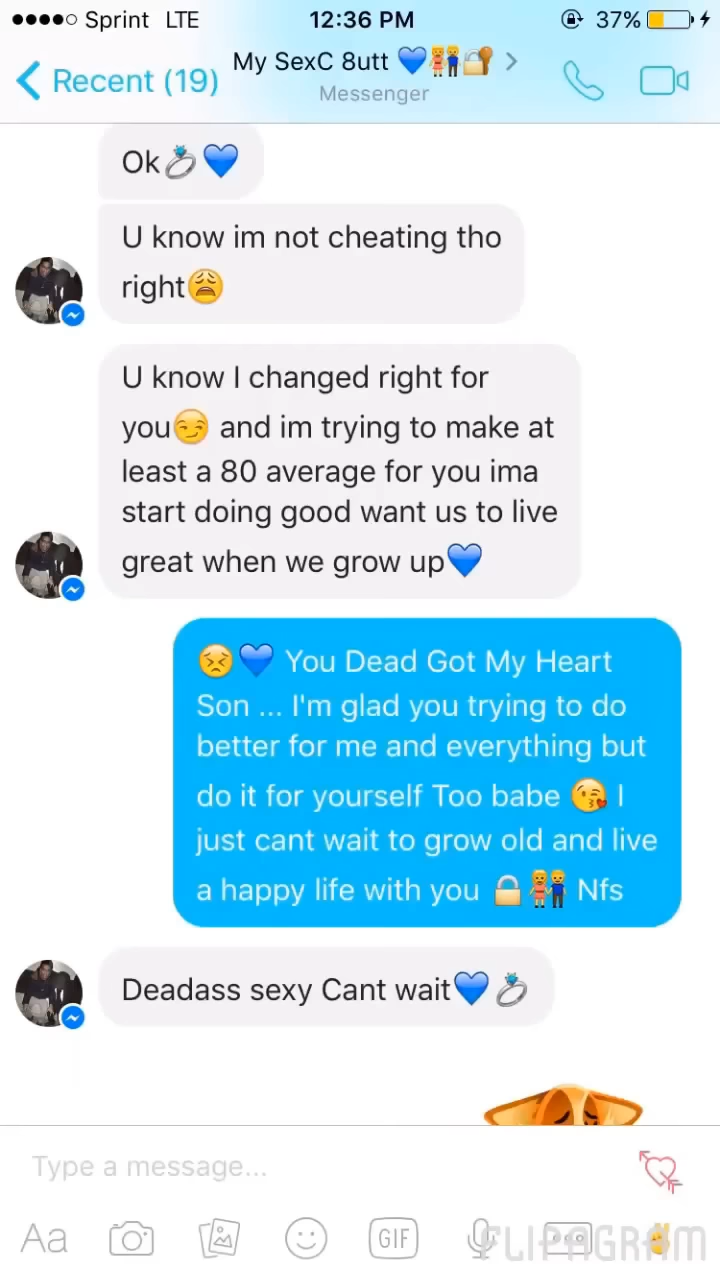 Sprint LTE 12:36 PM 37%
My SexC 8utt 💙👫🔐 >
Recent (19)
Messenger
Ok💍💙
U know im not cheating tho
right😩
U know I changed right for
you😏 and im trying to make at
least a 80 average for you ima
start doing good want us to live
great when we grow up💙
😣💙 You Dead Got My Heart
Son ... I'm glad you trying to do
better for me and everything but
do it for yourself Too babe 😘 I
just cant wait to grow old and live
a happy life with you 🔒👫 Nfs
Deadass sexy Cant wait💙💍
Type a message...
Aa
GIF
FLIPAGRAM